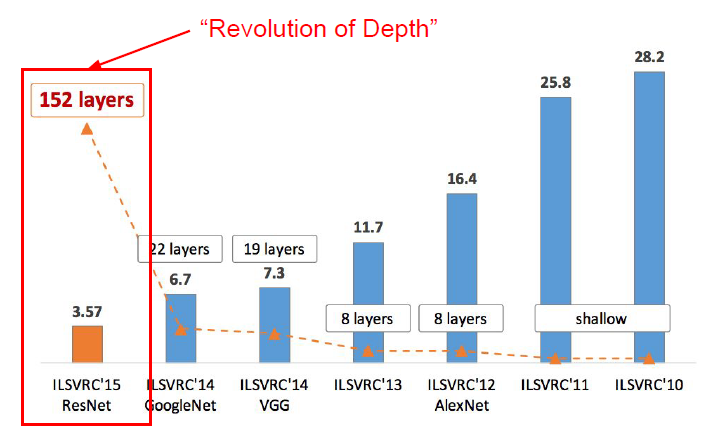 “Revolution of Depth”
28.2
25.8
152 layers
16.4
11.7
22 layers
19 layers
6.7
7.3
3.57
8 layers
8 layers
shallow
ILSVRC'15
ResNet
ILSVRC'14
GoogleNet
ILSVRC'14
VGG
ILSVRC'13
ILSVRC'12
AlexNet
ILSVRC'11
ILSVRC'10